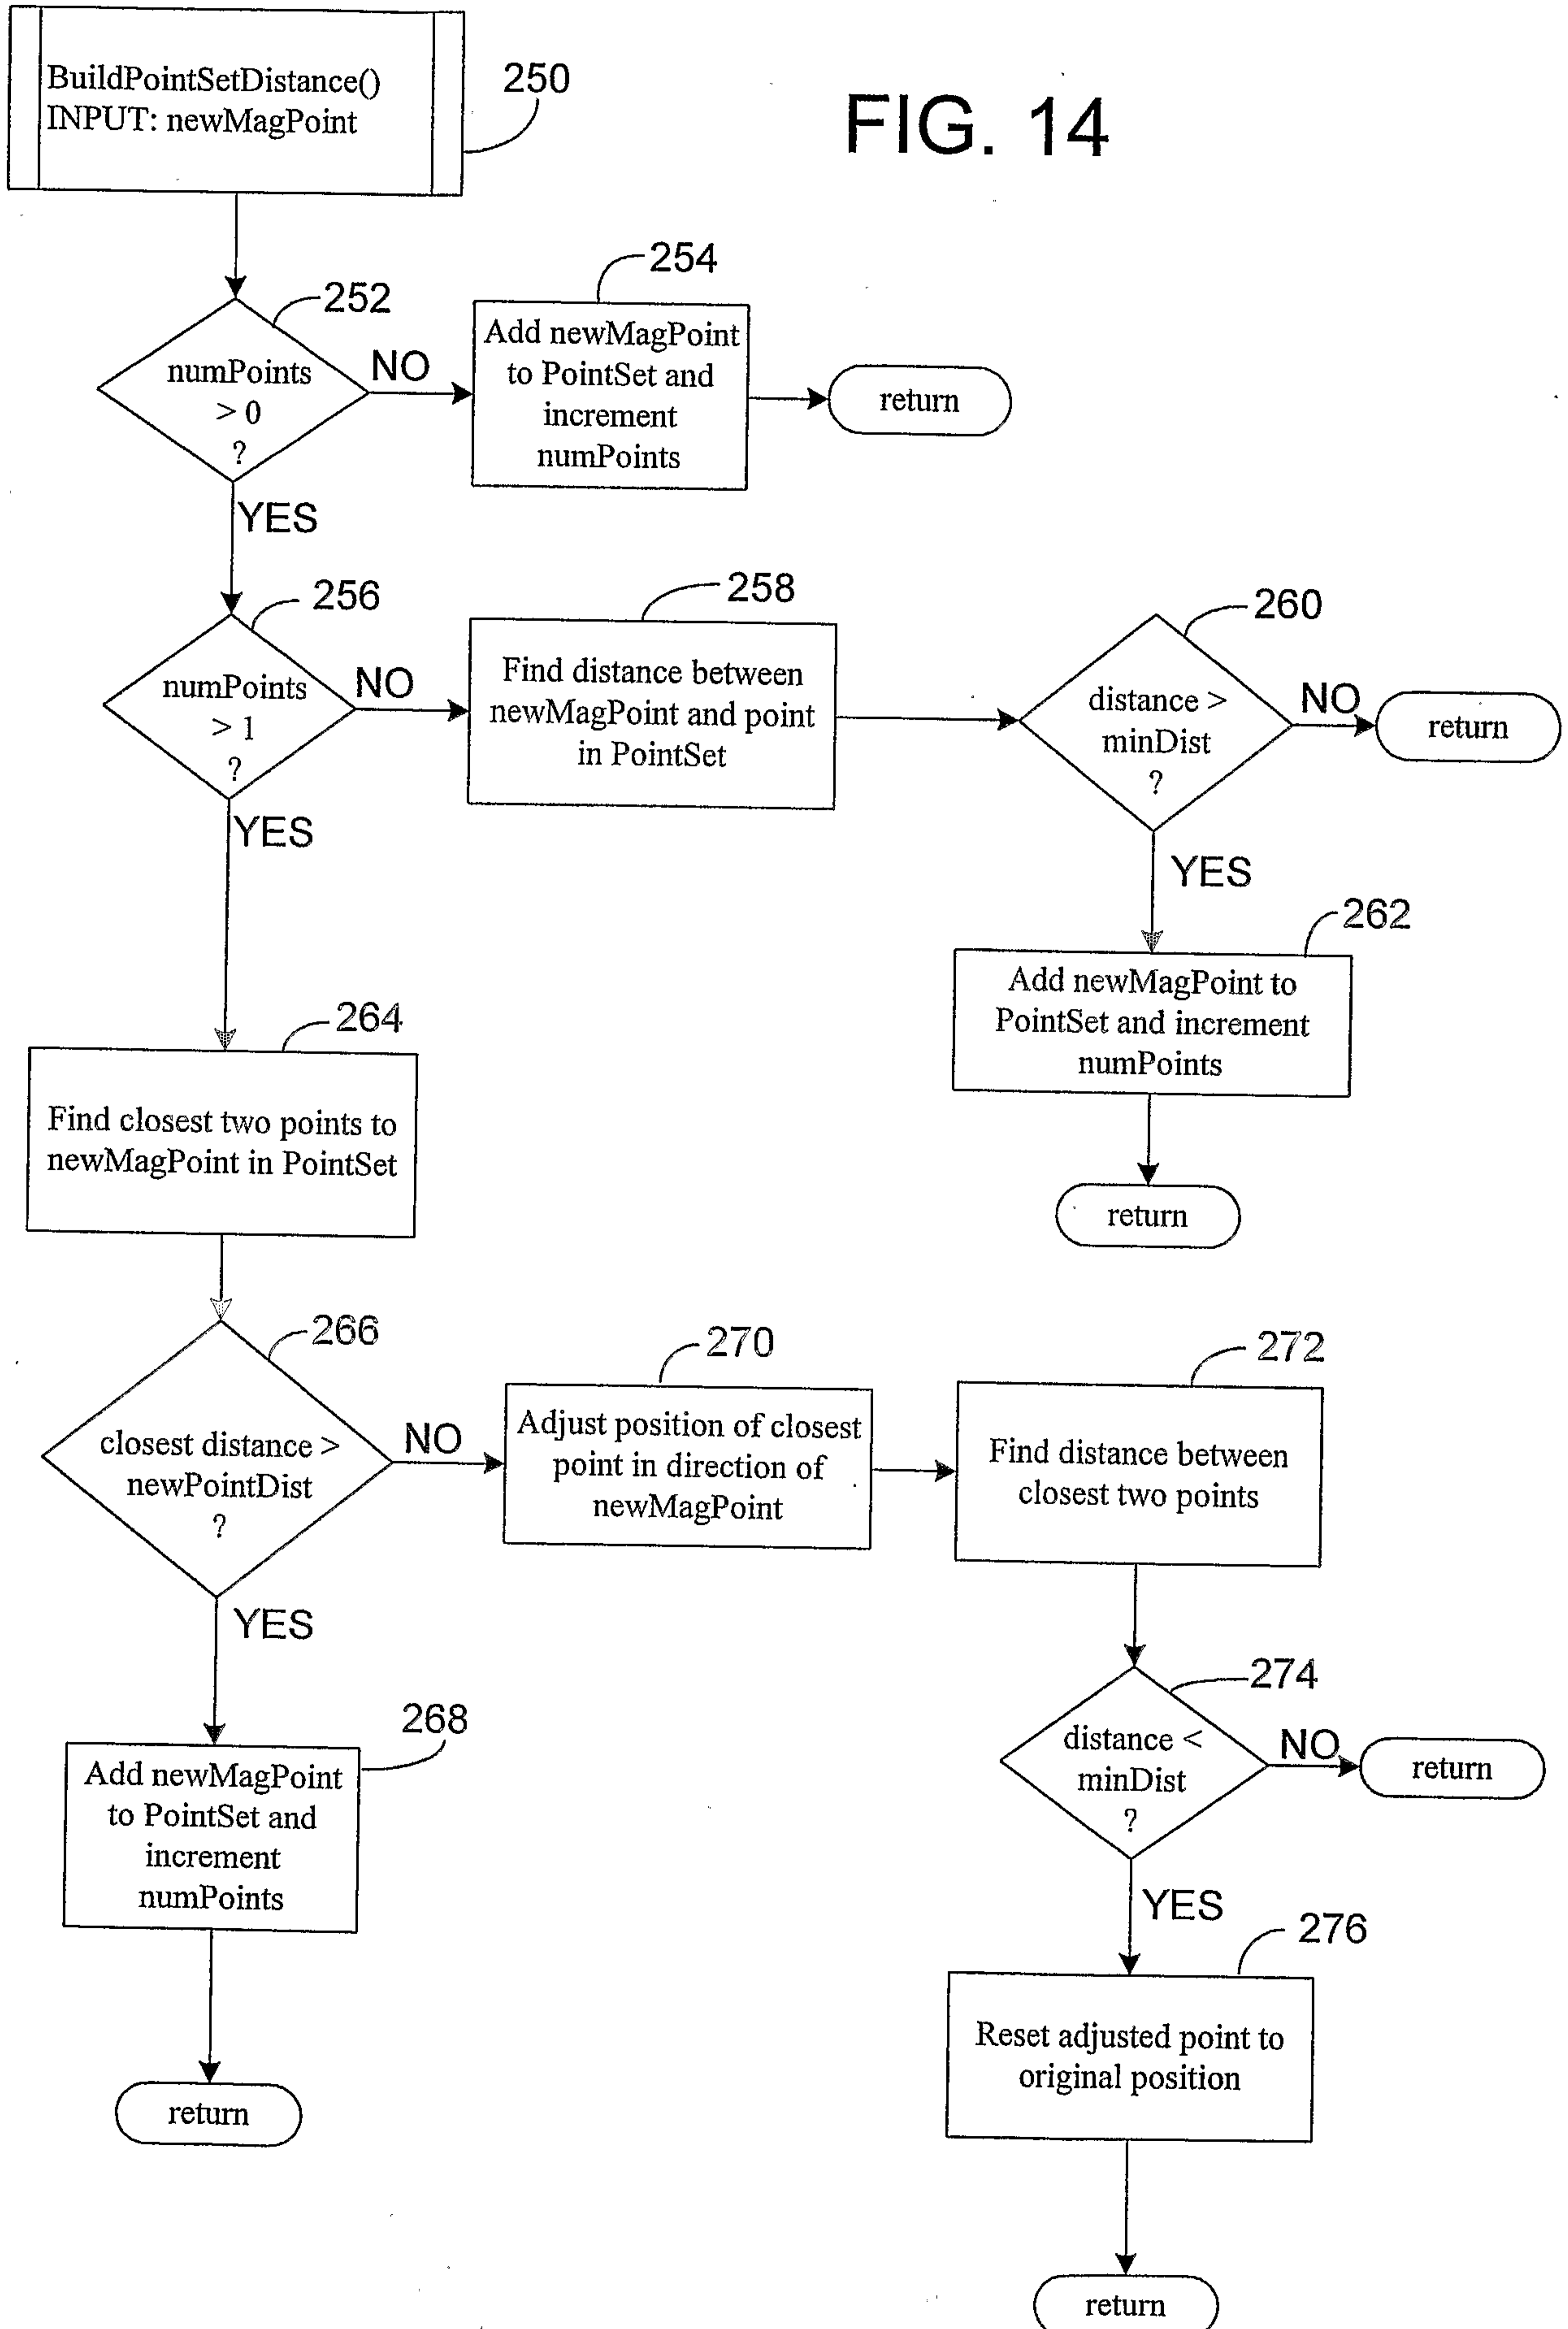 BuildPointSetDistance()
INPUT: newMagPoint
250
FIG. 14
252
numPoints
> 0
?
NO
254
Add newMagPoint
to PointSet and
increment
numPoints
return
YES
256
numPoints
> 1
?
NO
258
Find distance between
newMagPoint and point
in PointSet
260
distance >
minDist
?
NO
return
YES
262
Add newMagPoint to
PointSet and increment
numPoints
return
YES
264
Find closest two points to
newMagPoint in PointSet
266
closest distance >
newPointDist
?
NO
270
Adjust position of closest
point in direction of
newMagPoint
272
Find distance between
closest two points
274
distance <
minDist
?
NO
return
YES
276
Reset adjusted point to
original position
return
YES
268
Add newMagPoint
to PointSet and
increment
numPoints
return